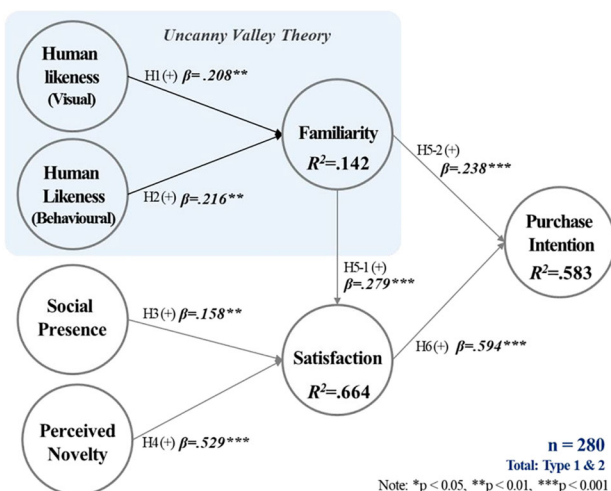 Uncanny Valley Theory
Human
likeness
(Visual)
H1(+) β=.208**
Familiarity
R²=.142
Human
Likeness
(Behavioural)
H2(+) β=.216**
H5-2(+)
β=.238***
Purchase
Intention
R²=.583
H5-1(+)
β=.279***
Social
Presence
H3(+) β=.158**
Satisfaction
R²=.664
H6(+) β=.594***
Perceived
Novelty
H4(+) β=.529***
n = 280
Total: Type 1 & 2
Note: *p < 0.05, **p < 0.01, ***p < 0.001